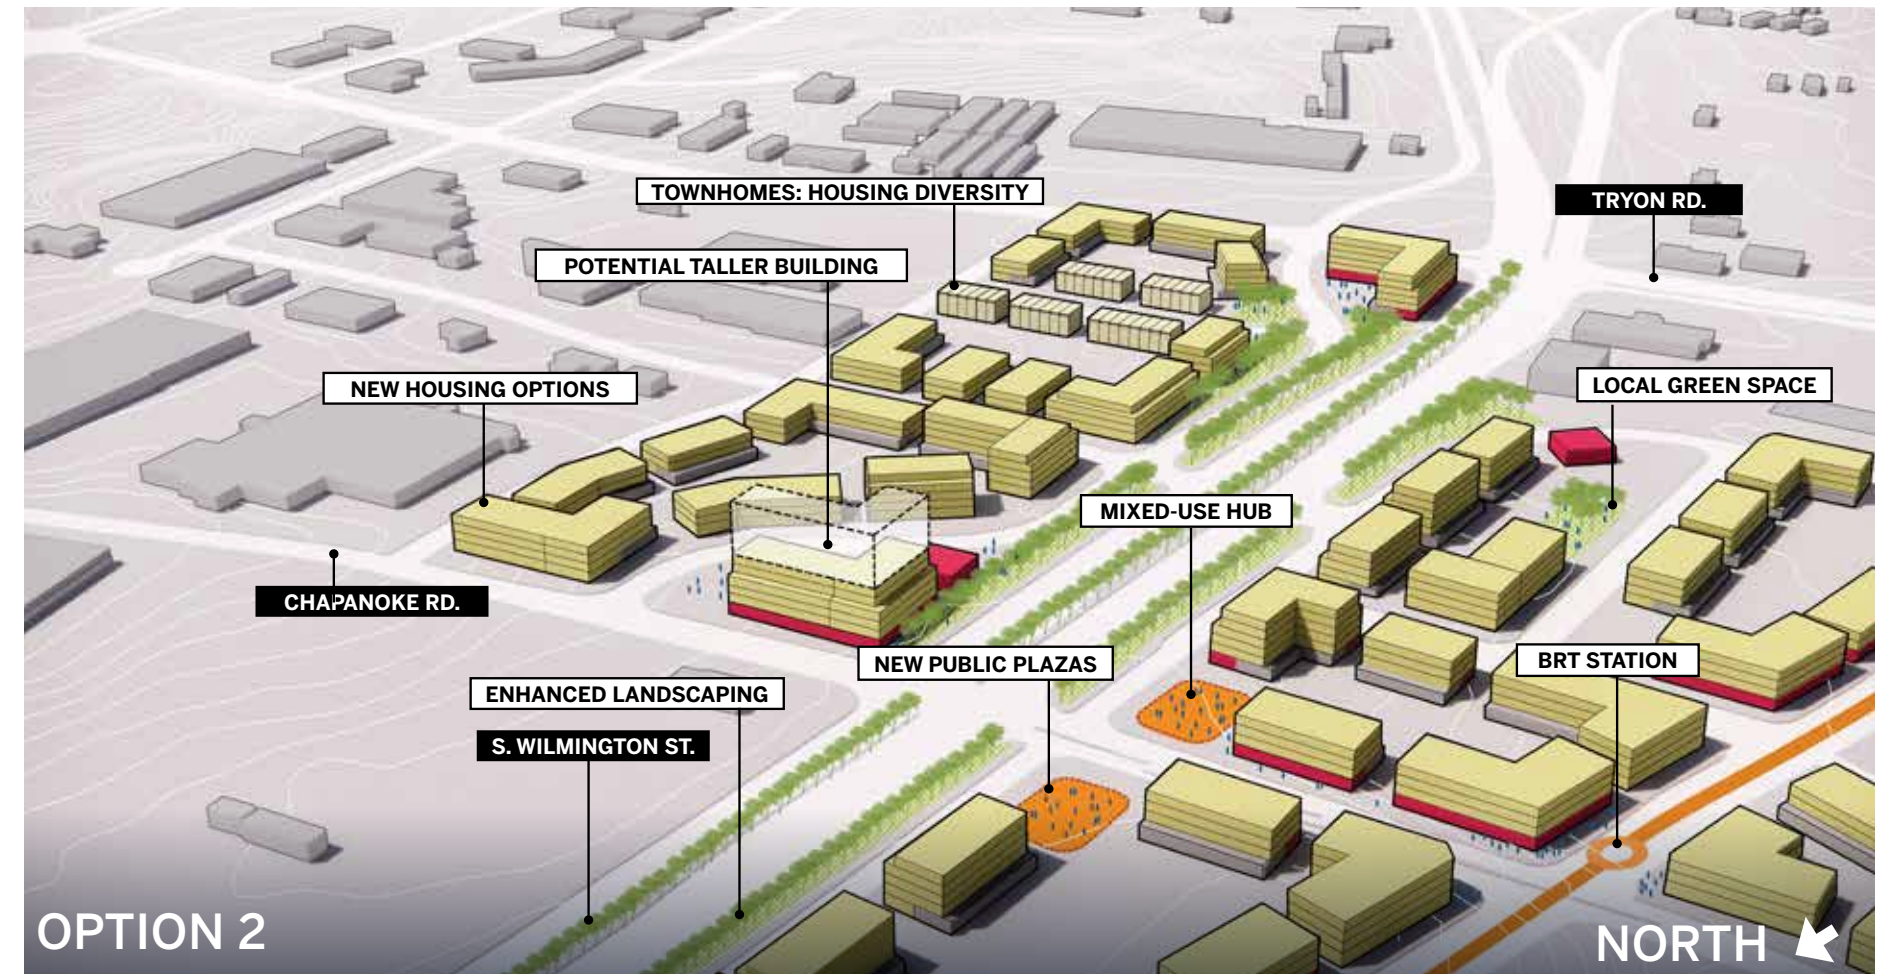 TOWNHOMES: HOUSING DIVERSITY
TRYON RD.
POTENTIAL TALLER BUILDING
NEW HOUSING OPTIONS
LOCAL GREEN SPACE
MIXED-USE HUB
CHAPANOKE RD.
NEW PUBLIC PLAZAS
BRT STATION
ENHANCED LANDSCAPING
S. WILMINGTON ST.
OPTION 2
NORTH